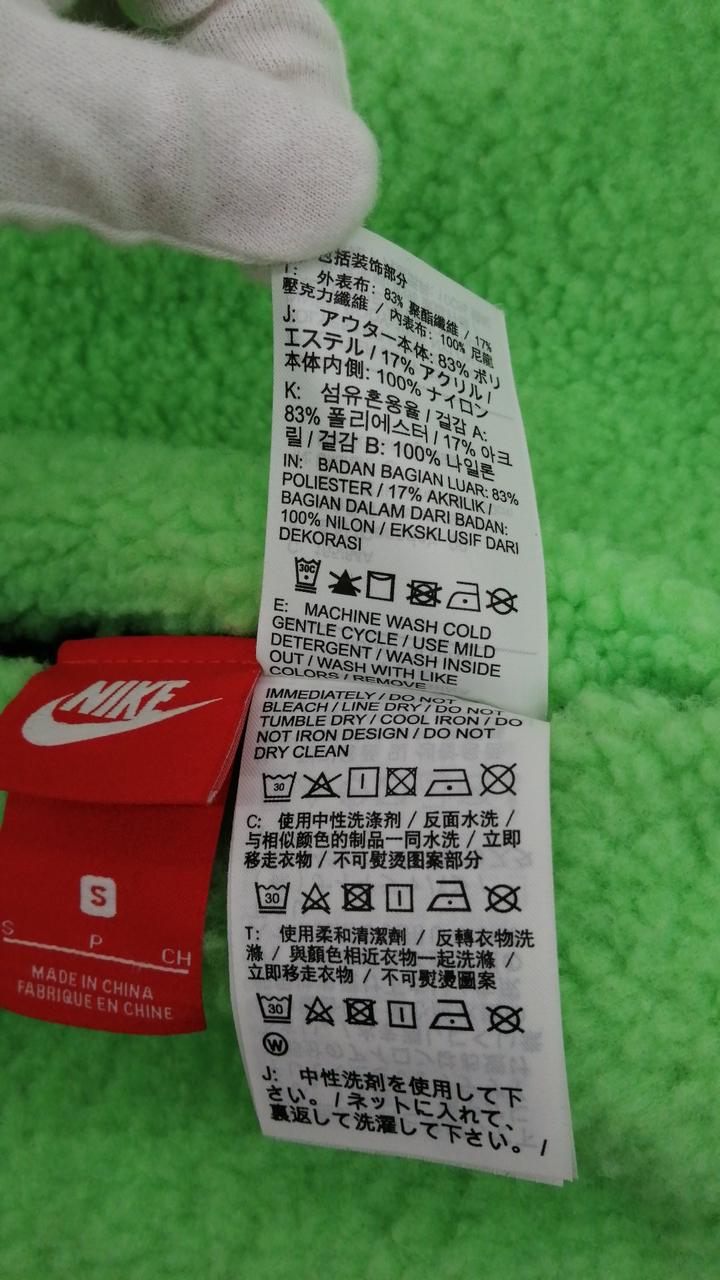 包括装饰部分
T: 外表布: 83% 聚酯纖維 / 17%
壓克力纖維 / 內表布: 100% 尼龍
J: アウター本体: 83% ポリ
エステル / 17% アクリル /
本体内側: 100% ナイロン
K: 섬유혼용율 / 겉감 A:
83% 폴리에스터 / 17% 아크
릴 / 겉감 B: 100% 나일론
IN: BADAN BAGIAN LUAR: 83%
POLIESTER / 17% AKRILIK /
BAGIAN DALAM DARI BADAN:
100% NILON / EKSKLUSIF DARI
DEKORASI
30C
E: MACHINE WASH COLD
GENTLE CYCLE / USE MILD
DETERGENT / WASH INSIDE
OUT / WASH WITH LIKE
COLORS / REMOVE
IMMEDIATELY / DO NOT
BLEACH / LINE DRY / DO NOT
TUMBLE DRY / COOL IRON / DO
NOT IRON DESIGN / DO NOT
DRY CLEAN
30
C: 使用中性洗涤剂 / 反面水洗 /
与相似颜色的制品一同水洗 / 立即
移走衣物 / 不可熨烫图案部分
30
T: 使用柔和清潔劑 / 反轉衣物洗
滌 / 與顏色相近衣物一起洗滌 /
立即移走衣物 / 不可熨燙圖案
30
W
J: 中性洗剤を使用して下
さい。 / ネットに入れて、
裏返して洗濯して下さい。 /
NIKE
S
S P CH
MADE IN CHINA
FABRIQUE EN CHINE